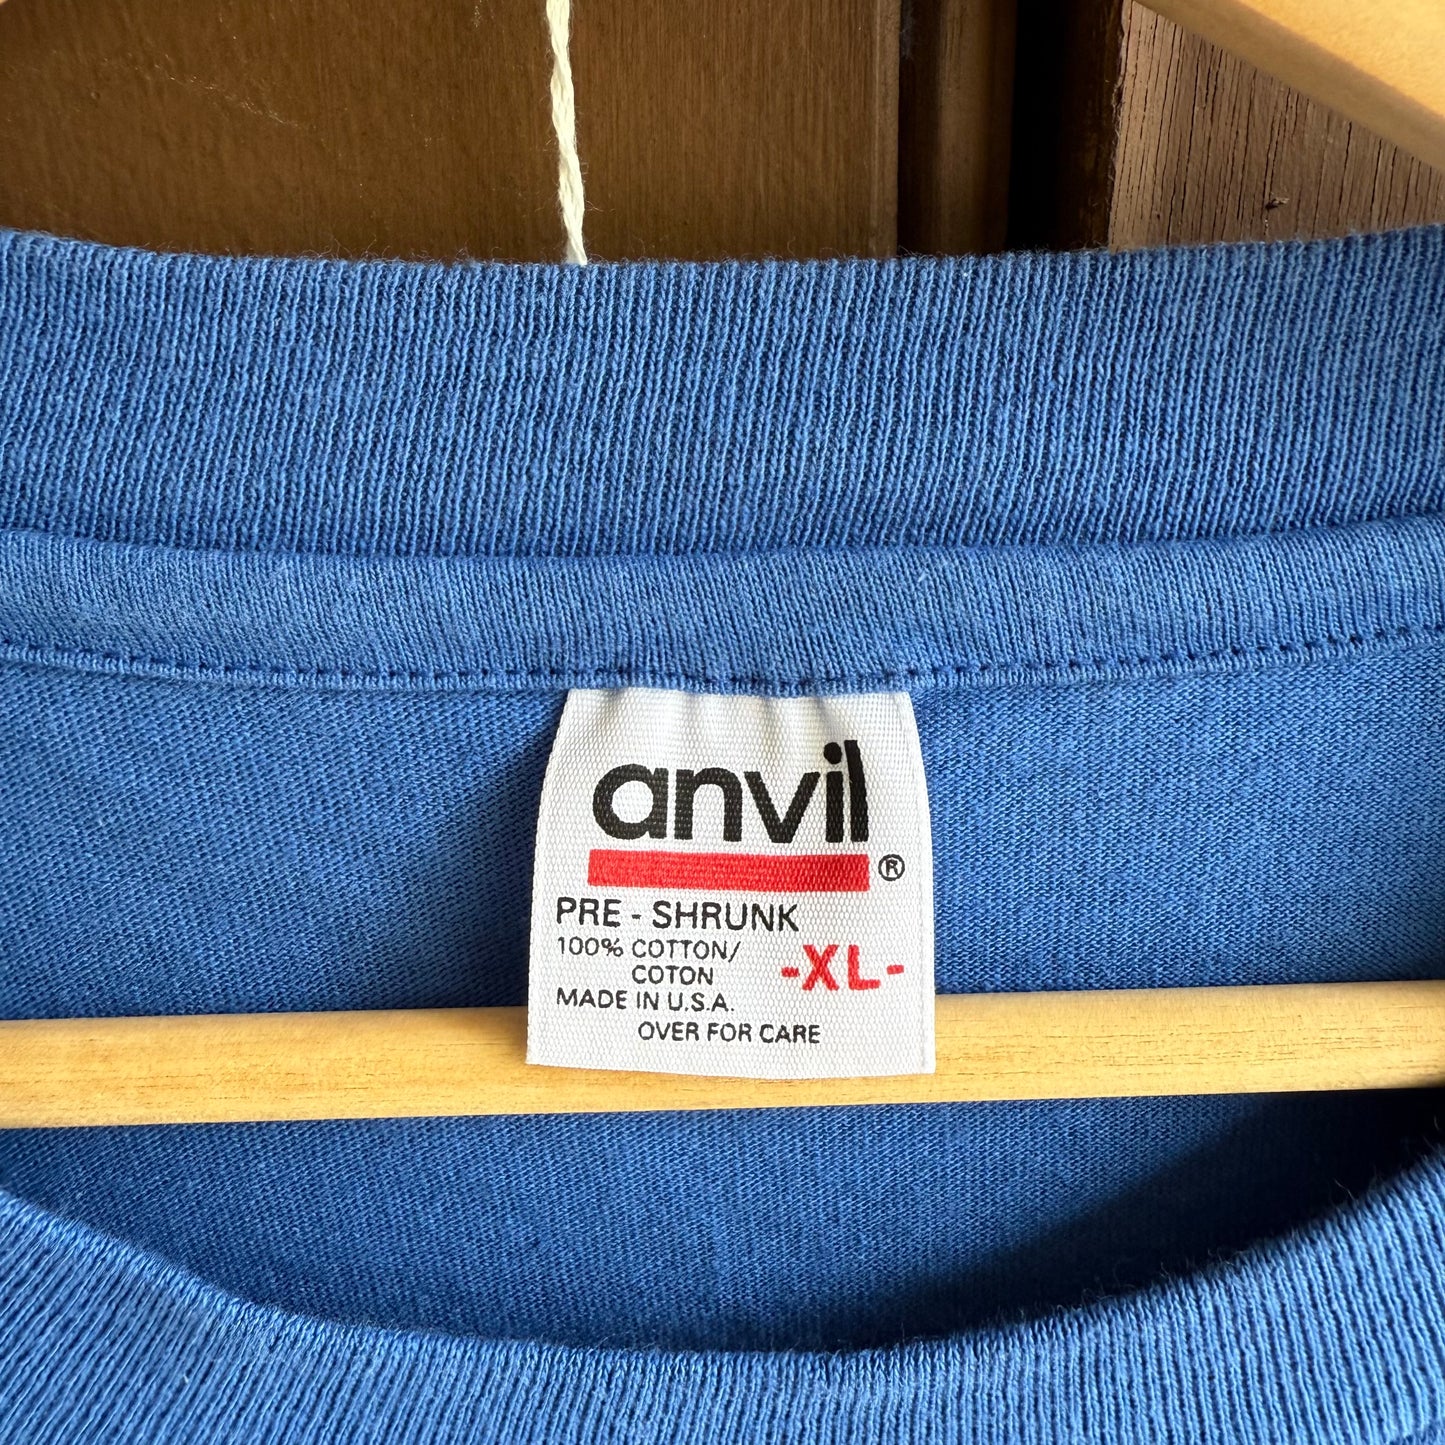 anvil®
PRE - SHRUNK
100% COTTON/
COTON
-XL-
MADE IN U.S.A.
OVER FOR CARE